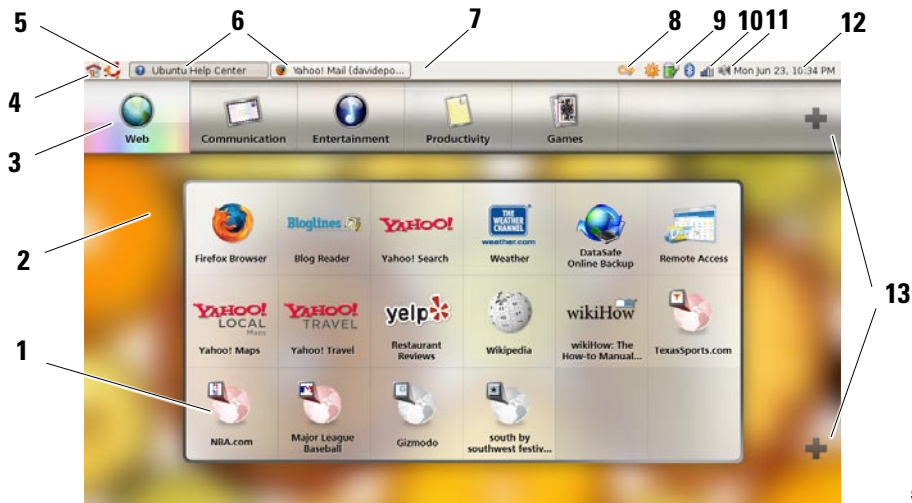 5 6 7 8 9 10 11 12
Ubuntu Help Center Yahoo! Mail (davidepo... Mon Jun 23, 10:34 PM
4
3
Web Communication Entertainment Productivity Games
2
Bloglines YAHOO! THE WEATHER CHANNEL weather.com
Firefox Browser Blog Reader Yahoo! Search Weather DataSafe Online Backup Remote Access
13
YAHOO! LOCAL Maps YAHOO! TRAVEL yelp wikiHow
Yahoo! Maps Yahoo! Travel Restaurant Reviews Wikipedia wikiHow: The How-to Manual... TexasSports.com
1
NBA.com Major League Baseball Gizmodo south by southwest festiv...